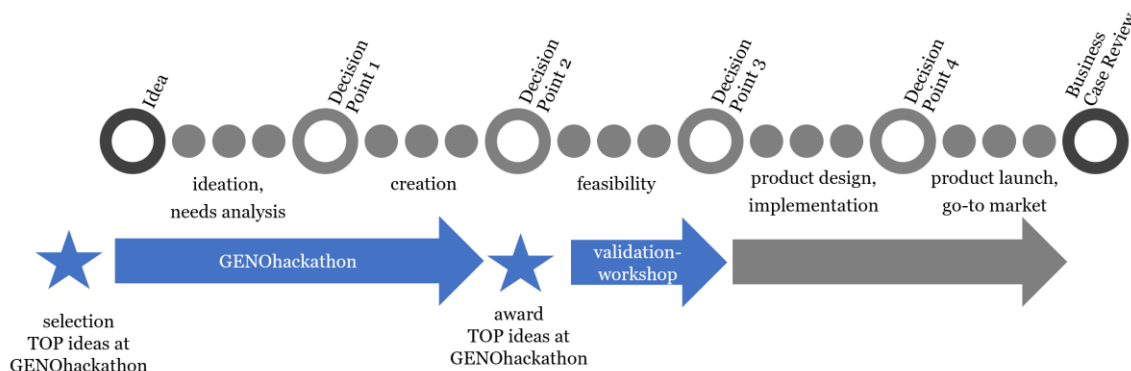 Idea
Decision
Point 1
Decision
Point 2
Decision
Point 3
Decision
Point 4
Business
Case Review
ideation,
needs analysis
creation
feasibility
product design,
implementation
product launch,
go-to market
GENOhackathon
validation-
workshop
selection
TOP ideas at
GENOhackathon
award
TOP ideas at
GENOhackathon